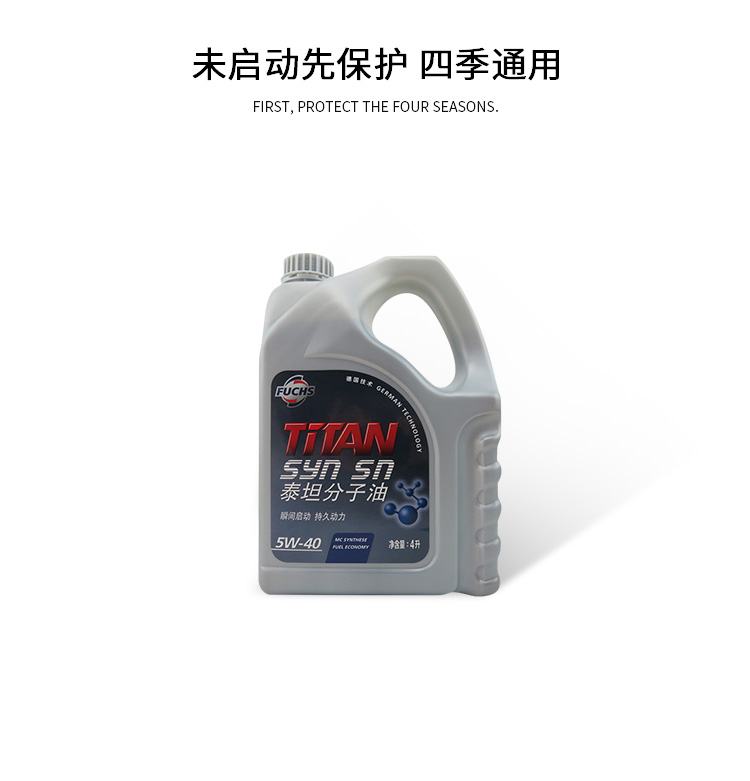 未启动先保护 四季通用
FIRST, PROTECT THE FOUR SEASONS.
FUCHS
德国技术 GERMAN TECHNOLOGY
TiTAN
SYN SN
泰坦分子油
瞬间启动 持久动力
5W-40
MC SYNTHESE
FUEL ECONOMY
净含量：4升